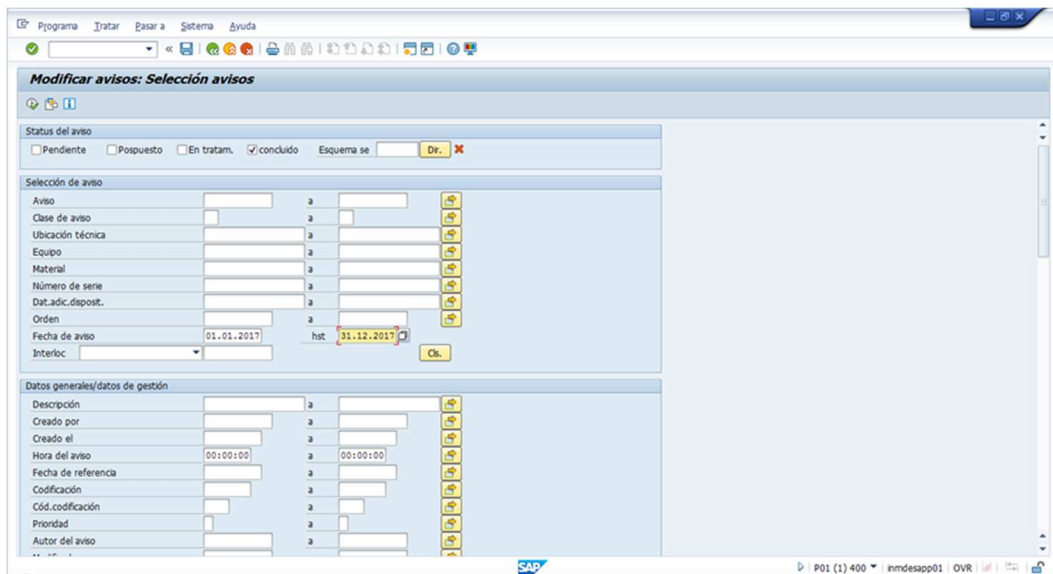 Programa Tratar Pasar a Sistema Ayuda
Modificar avisos: Selección avisos
Status del aviso
Pendiente Pospuesto En tratam. concluido Esquema se Dir.
Selección de aviso
Aviso a
Clase de aviso a
Ubicación técnica a
Equipo a
Material a
Número de serie a
Dat.adic.disposit. a
Orden a
Fecha de aviso 01.01.2017 hst 31.12.2017
Interloc Cls.
Datos generales/datos de gestión
Descripción a
Creado por a
Creado el a
Hora del aviso 00:00:00 a 00:00:00
Fecha de referencia a
Codificación a
Cód.codificación a
Prioridad a
Autor del aviso a
SAP P01 (1) 400 inmdesapp01 OVR